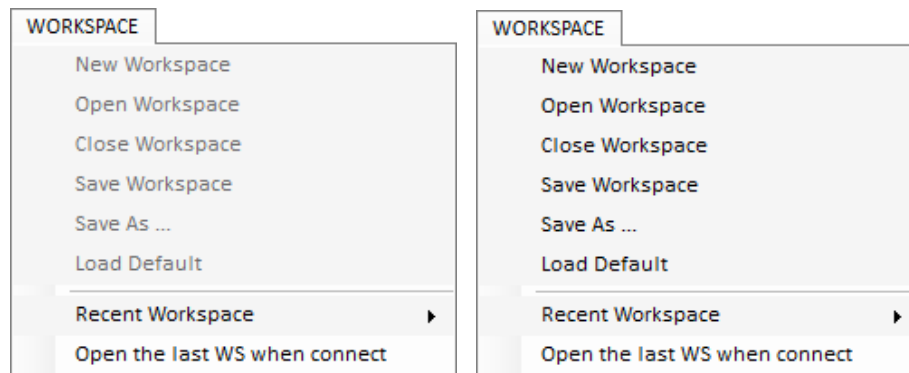 WORKSPACE
New Workspace
Open Workspace
Close Workspace
Save Workspace
Save As ...
Load Default
Recent Workspace
Open the last WS when connect
WORKSPACE
New Workspace
Open Workspace
Close Workspace
Save Workspace
Save As ...
Load Default
Recent Workspace
Open the last WS when connect